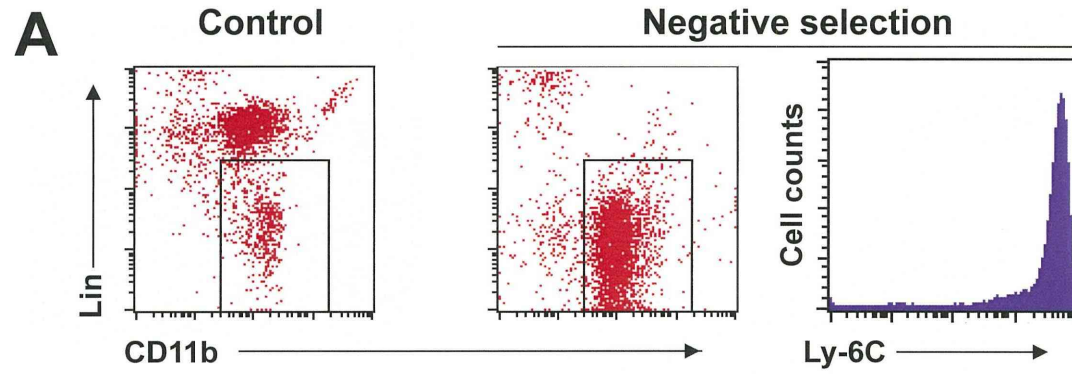 A
Control
Negative selection
Lin
CD11b
Cell counts
Ly-6C